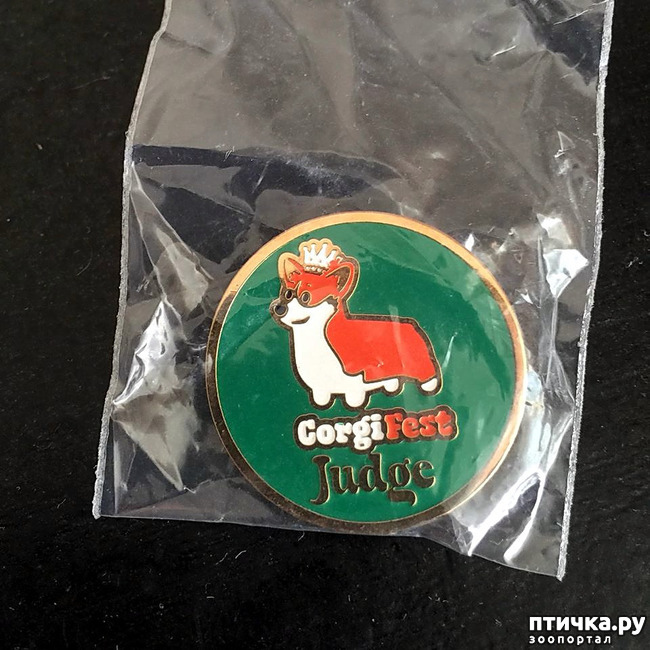 CorgiFest
Judge
птичка.ру
зоопортал